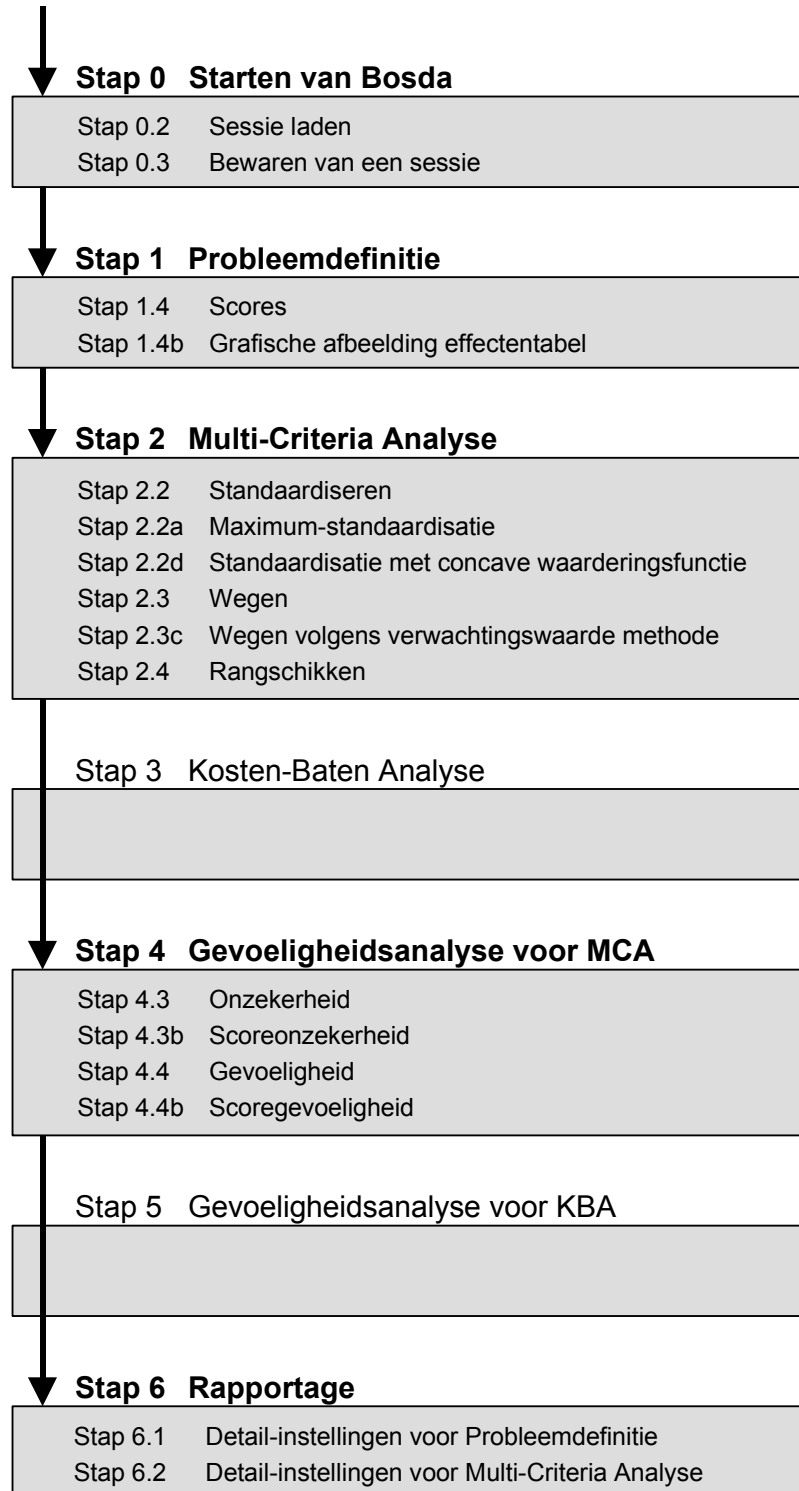 Stap 0 Starten van Bosda
Stap 0.2 Sessie laden
Stap 0.3 Bewaren van een sessie
Stap 1 Probleemdefinitie
Stap 1.4 Scores
Stap 1.4b Grafische afbeelding effectentabel
Stap 2 Multi-Criteria Analyse
Stap 2.2 Standaardiseren
Stap 2.2a Maximum-standaardisatie
Stap 2.2d Standaardisatie met concave waarderingsfunctie
Stap 2.3 Wegen
Stap 2.3c Wegen volgens verwachtingswaarde methode
Stap 2.4 Rangschikken
Stap 3 Kosten-Baten Analyse
Stap 4 Gevoeligheidsanalyse voor MCA
Stap 4.3 Onzekerheid
Stap 4.3b Scoreonzekerheid
Stap 4.4 Gevoeligheid
Stap 4.4b Scoregevoeligheid
Stap 5 Gevoeligheidsanalyse voor KBA
Stap 6 Rapportage
Stap 6.1 Detail-instellingen voor Probleemdefinitie
Stap 6.2 Detail-instellingen voor Multi-Criteria Analyse